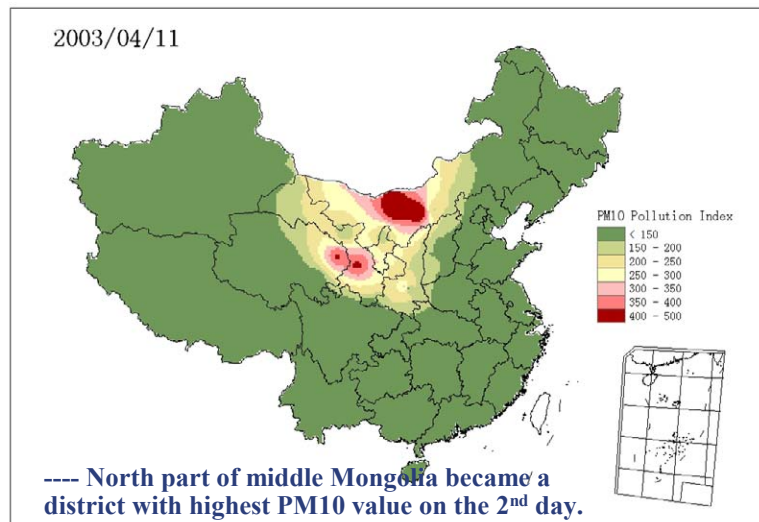 2003/04/11
PM10 Pollution Index
< 150
150 - 200
200 - 250
250 - 300
300 - 350
350 - 400
400 - 500
---- North part of middle Mongolia became a
district with highest PM10 value on the 2nd day.